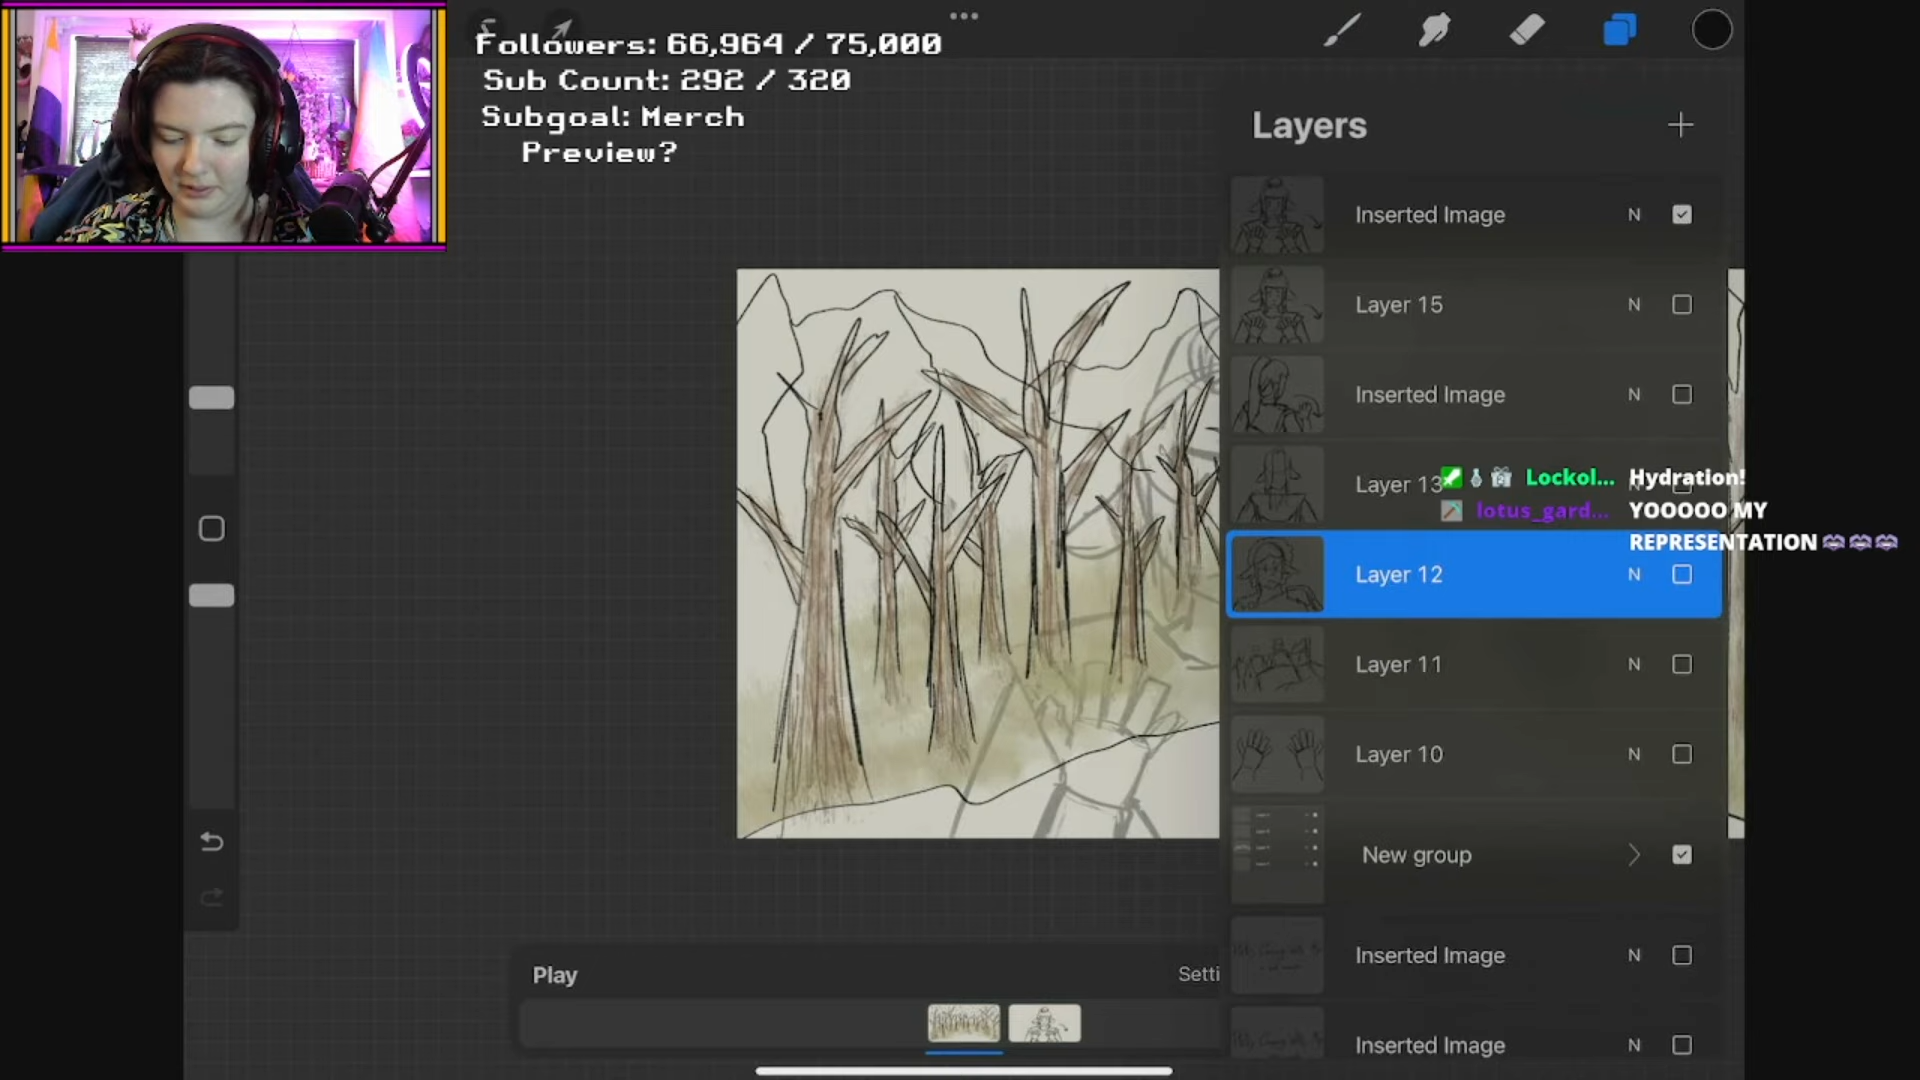 Followers: 66,964 / 75,000
Sub Count: 292 / 320
Subgoal: Merch
Preview?
Layers
Inserted Image N
Layer 15 N
Inserted Image N
Layer 13
Lockol... Hydration!
lotus_gard... YOOOOO MY
REPRESENTATION
Layer 12 N
Layer 11 N
Layer 10 N
New group
Inserted Image N
Inserted Image N
Play
Setti